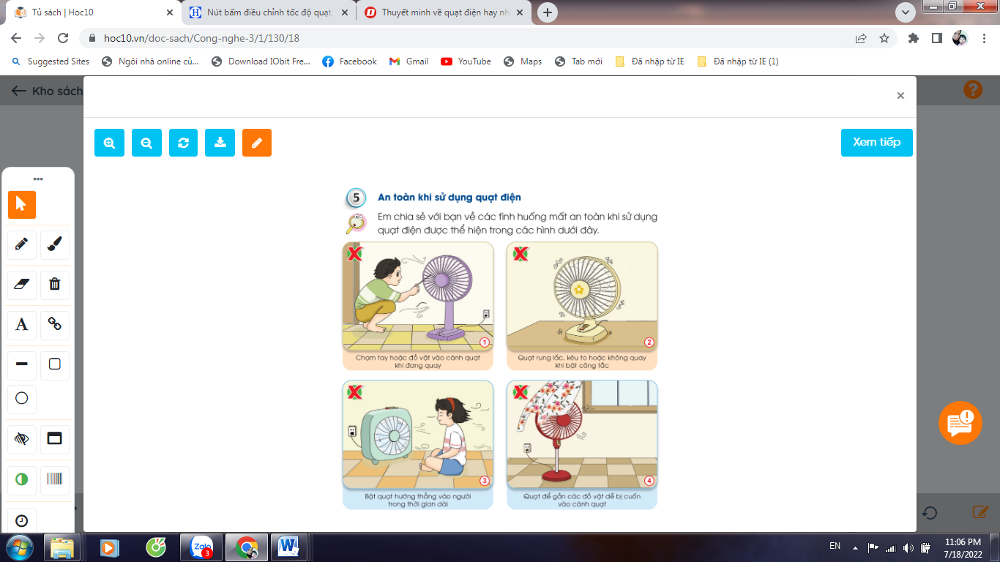 Tủ sách | Hoc10
Nút bấm điều chỉnh tốc độ quạt,
Thuyết minh về quạt điện hay nh
hoc10.vn/doc-sach/Cong-nghe-3/1/130/18
Suggested Sites
Ngôi nhà online củ...
Download IObit Fre...
Facebook
Gmail
YouTube
Maps
Tab mới
Đã nhập từ IE
Đã nhập từ IE (1)
Kho sách
Xem tiếp
5 An toàn khi sử dụng quạt điện
Em chia sẻ với bạn về các tình huống mất an toàn khi sử dụng
quạt điện được thể hiện trong các hình dưới đây.
1
Chạm tay hoặc đồ vật vào cánh quạt
khi đang quay
2
Quạt rung lắc, kêu to hoặc không quay
khi bật công tắc
3
Bật quạt hướng thẳng vào người
trong thời gian dài
4
Quạt để gần các đồ vật dễ bị cuốn
vào cánh quạt
A
Zalo
3
W
EN
11:06 PM
7/18/2022